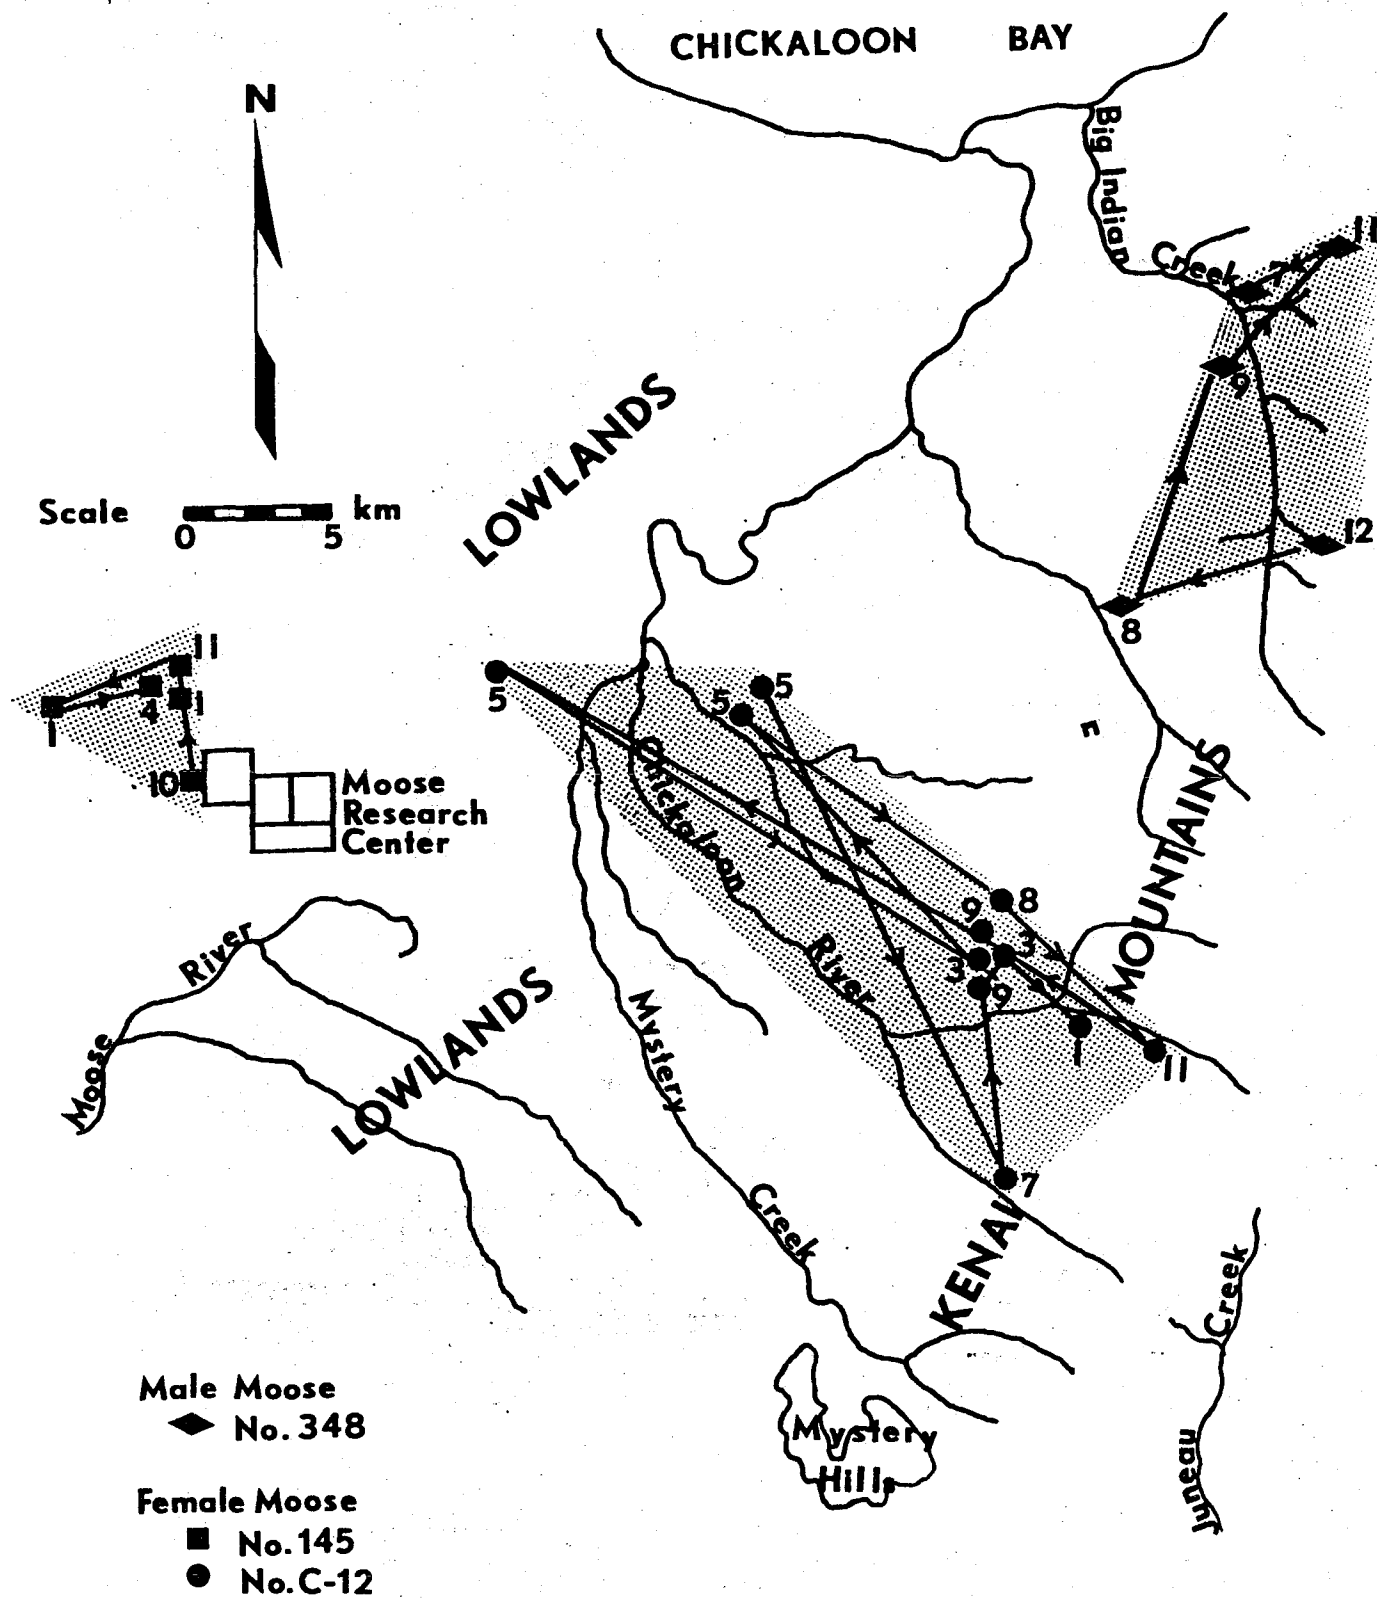 CHICKALOON BAY
N
Big Indian
Creek
11
7
9
LOWLANDS
Scale
0
5
km
12
8
11
4
1
1
10
Moose
Research
Center
5
5
5
E
Chickaloon
River
MOUNTAINS
8
9
3
3
9
1
11
7
KENAI
River
Moose
LOWLANDS
Mystery
Creek
Creek
Juneau
Mystery
Hills
Male Moose
No. 348
Female Moose
No. 145
No. C-12